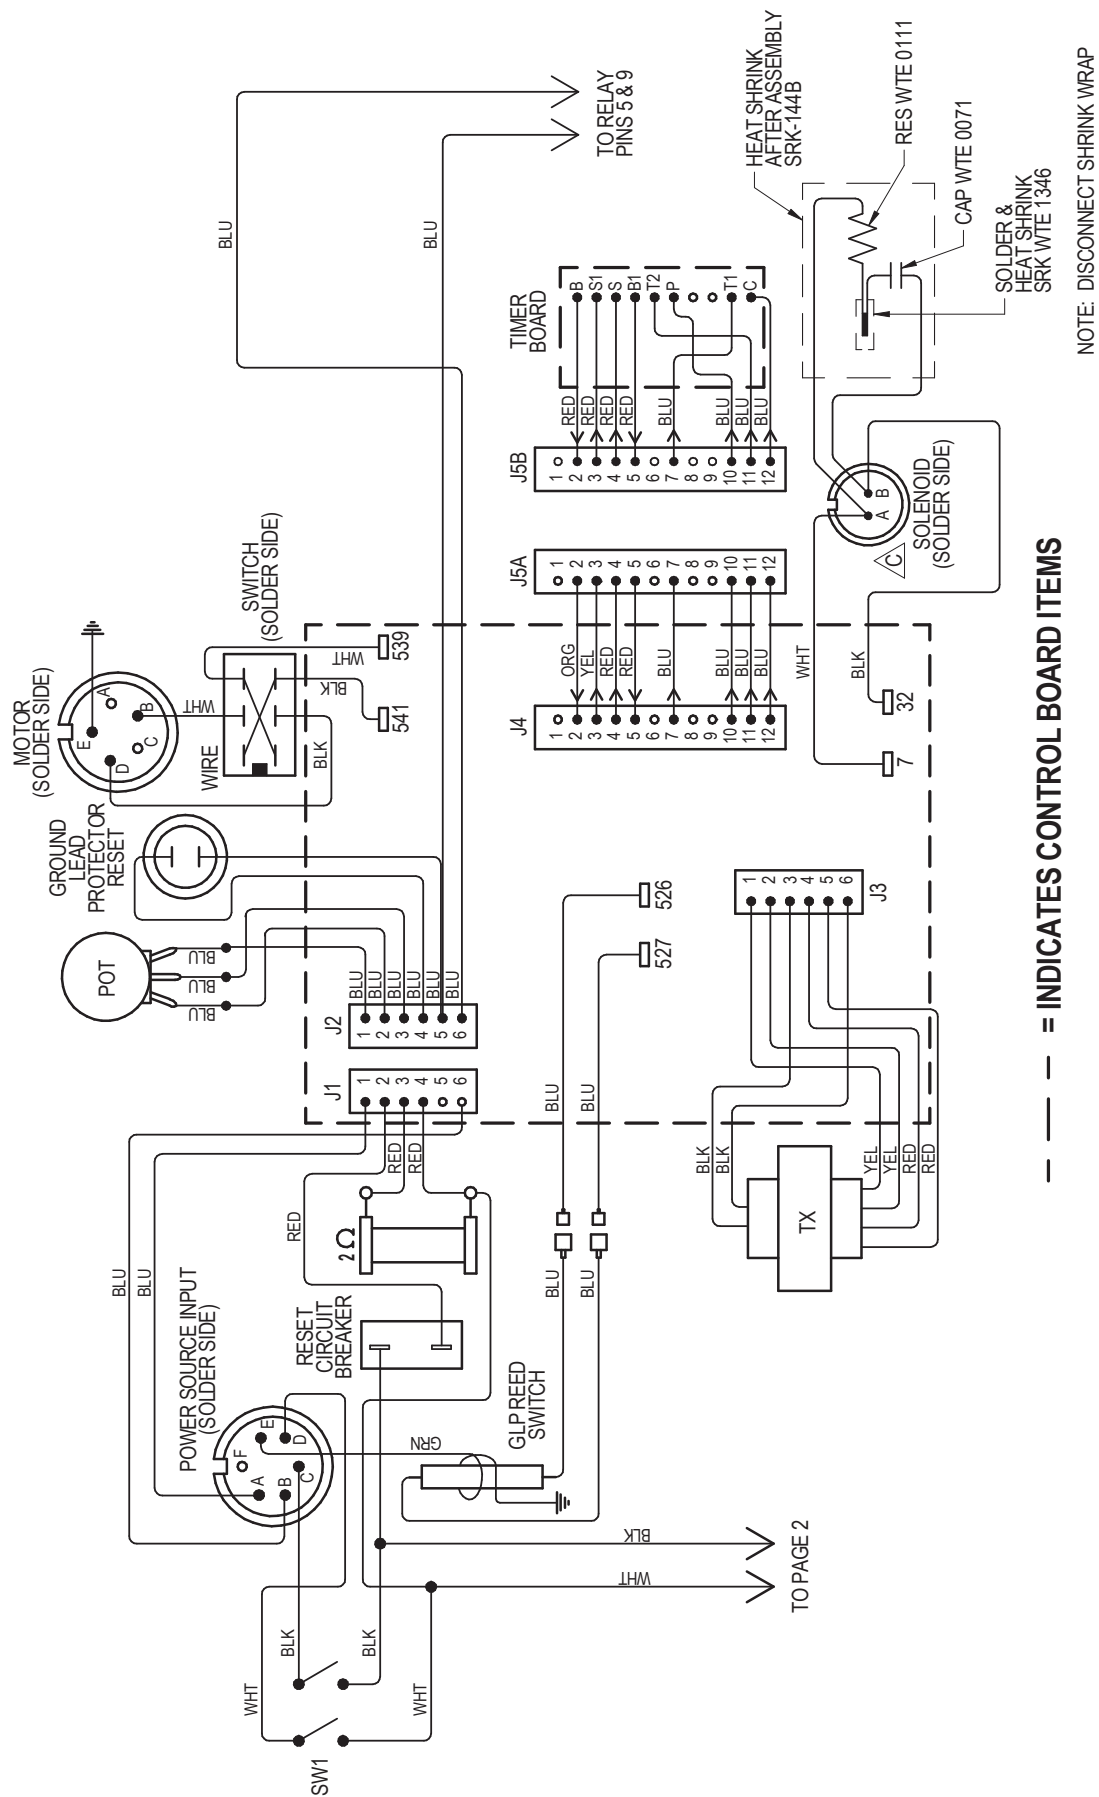 SW1
WHT
BLK
BLK
WHT
TO PAGE 2
BLK
WHT
POWER SOURCE INPUT
(SOLDER SIDE)
F
E
A
B
C
D
BLU
BLU
GRN
RESET
CIRCUIT
BREAKER
RED
2 Ω
RED
RED
GLP REED
SWITCH
BLU
BLU
BLU
BLU
J1
1
2
3
4
5
6
J2
1
2
3
4
5
6
BLU
BLU
BLU
BLU
BLU
BLU
POT
BLU
BLU
BLU
GROUND
LEAD
PROTECTOR
RESET
MOTOR
(SOLDER SIDE)
E
A
D
B
C
WHT
BLK
WIRE
SWITCH
(SOLDER SIDE)
WHT
BLK
539
541
BLU
BLU
TO RELAY
PINS 5 & 9
527
526
TX
BLK
BLK
YEL
YEL
RED
RED
J3
1
2
3
4
5
6
J4
1
2
3
4
5
6
7
8
9
10
11
12
ORG
YEL
RED
RED
BLU
BLU
BLU
BLU
J5A
1
2
3
4
5
6
7
8
9
10
11
12
J5B
1
2
3
4
5
6
7
8
9
10
11
12
RED
RED
RED
RED
BLU
BLU
BLU
BLU
TIMER
BOARD
B
S1
S
B1
T2
P
T1
C
7
32
WHT
BLK
C
SOLENOID
(SOLDER SIDE)
A
B
HEAT SHRINK
AFTER ASSEMBLY
SRK-144B
RES WTE 0111
CAP WTE 0071
SOLDER &
HEAT SHRINK
SRK WTE 1346
NOTE: DISCONNECT SHRINK WRAP
= INDICATES CONTROL BOARD ITEMS